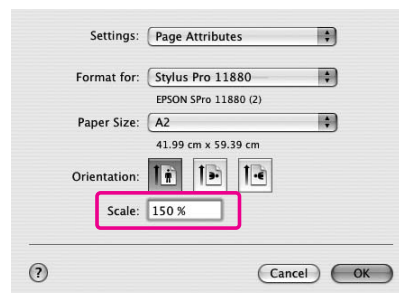 Settings: Page Attributes
Format for: Stylus Pro 11880
EPSON SPro 11880 (2)
Paper Size: A2
41.99 cm x 59.39 cm
Orientation:
Scale: 150 %
? Cancel OK